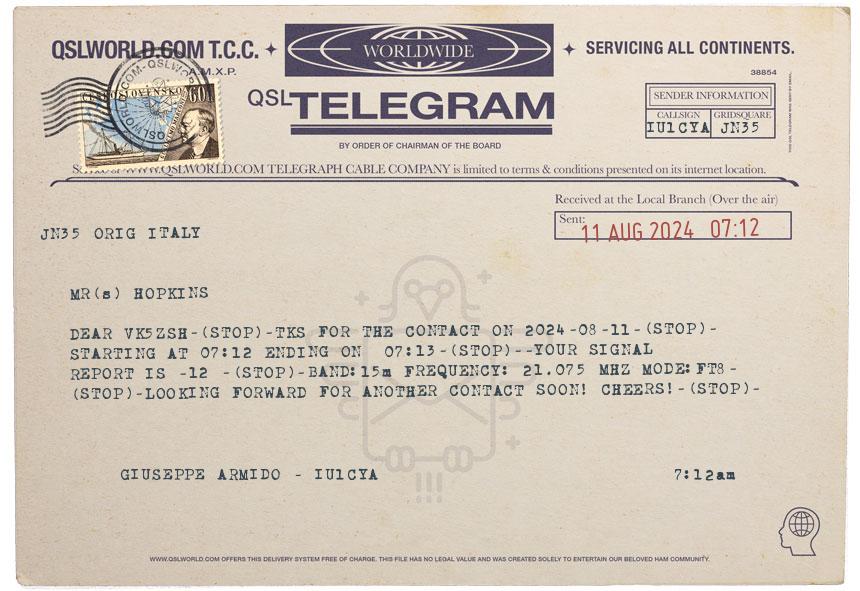 QSLWORLD.COM T.C.C.
A.M.X.P.
WORLDWIDE
SERVICING ALL CONTINENTS.
38854
QSLTELEGRAM
BY ORDER OF CHAIRMAN OF THE BOARD
SENDER INFORMATION
CALLSIGN GRIDSQUARE
IU1CYA JN35
WWW.QSLWORLD.COM TELEGRAPH CABLE COMPANY is limited to terms & conditions presented on its internet location.
Received at the Local Branch (Over the air)
Sent:
11 AUG 2024 07:12
JN35 ORIG ITALY
MR(s) HOPKINS
DEAR VK5ZSH-(STOP)-TKS FOR THE CONTACT ON 2024-08-11-(STOP)-
STARTING AT 07:12 ENDING ON 07:13-(STOP)--YOUR SIGNAL
REPORT IS -12 -(STOP)-BAND:15m FREQUENCY: 21.075 MHZ MODE:FT8-
(STOP)-LOOKING FORWARD FOR ANOTHER CONTACT SOON! CHEERS!-(STOP)-
GIUSEPPE ARMIDO - IU1CYA 7:12am
WWW.QSLWORLD.COM OFFERS THIS DELIVERY SYSTEM FREE OF CHARGE. THIS FILE HAS NO LEGAL VALUE AND WAS CREATED SOLELY TO ENTERTAIN OUR BELOVED HAM COMMUNITY.